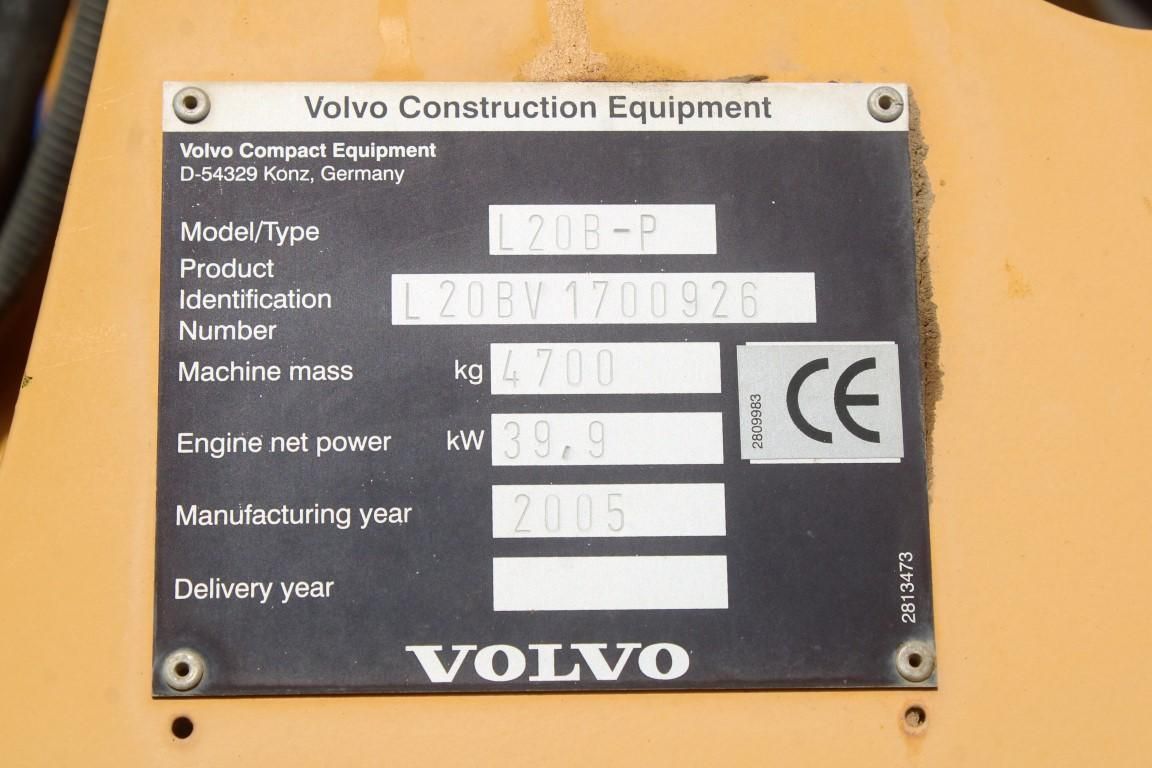 Volvo Construction Equipment
Volvo Compact Equipment
D-54329 Konz, Germany
Model/Type L20B-P
Product
Identification
Number
L20BV1700926
Machine mass kg 4700
Engine net power kW 39,9
Manufacturing year 2005
Delivery year
CE
2809983
2813473
VOLVO